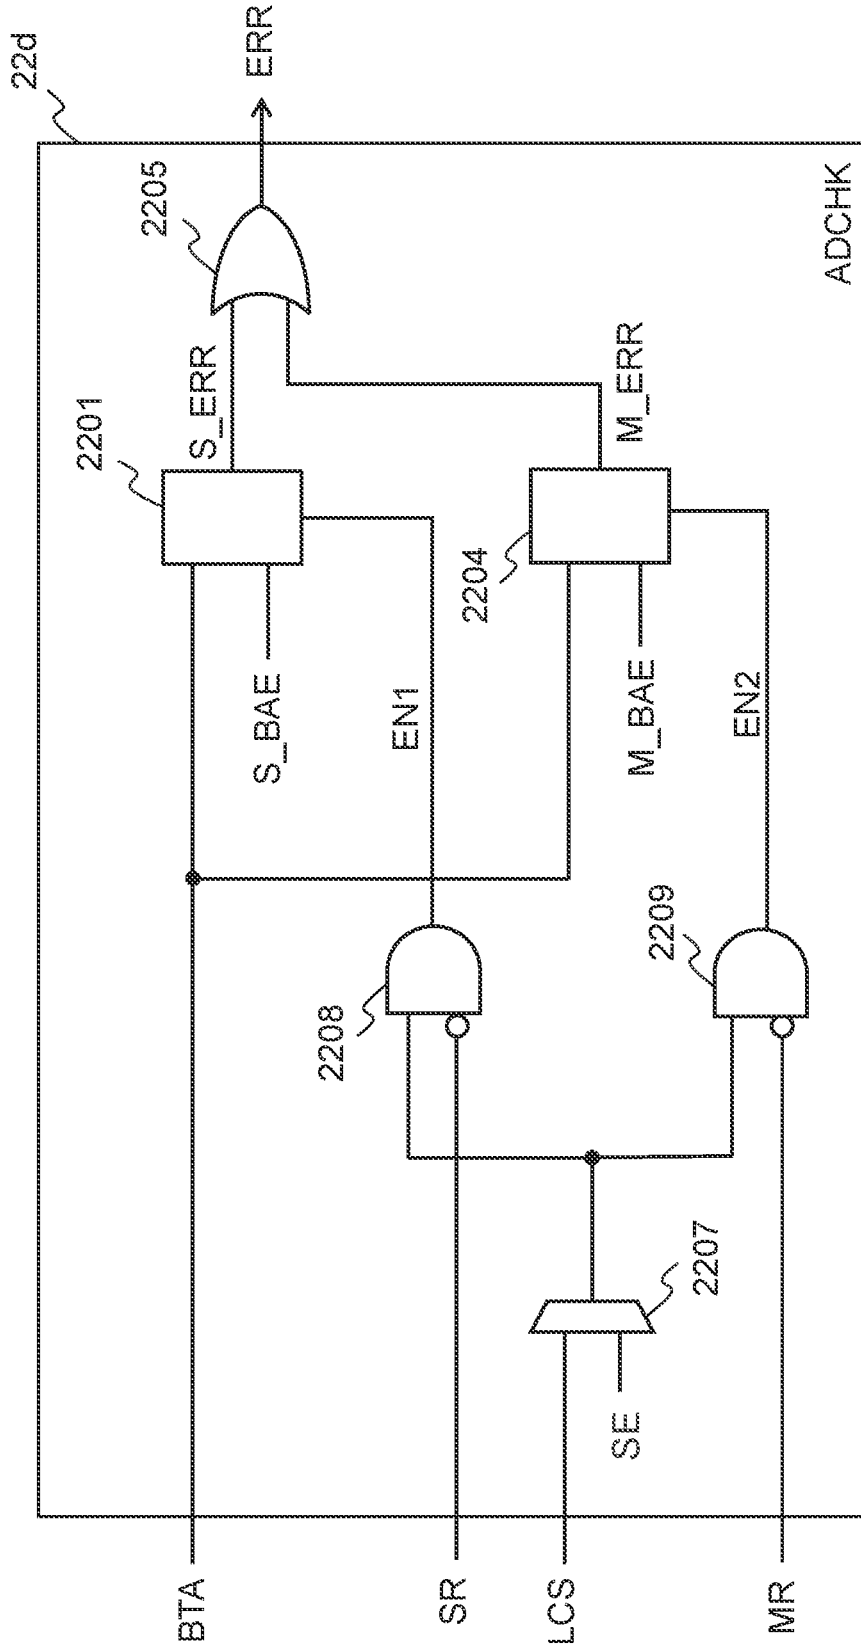 22d
ERR
2205
ADCHK
2201
S_ERR
M_ERR
2204
S_BAE
EN1
M_BAE
EN2
2208
2209
2207
SE
BTA
SR
LCS
MR